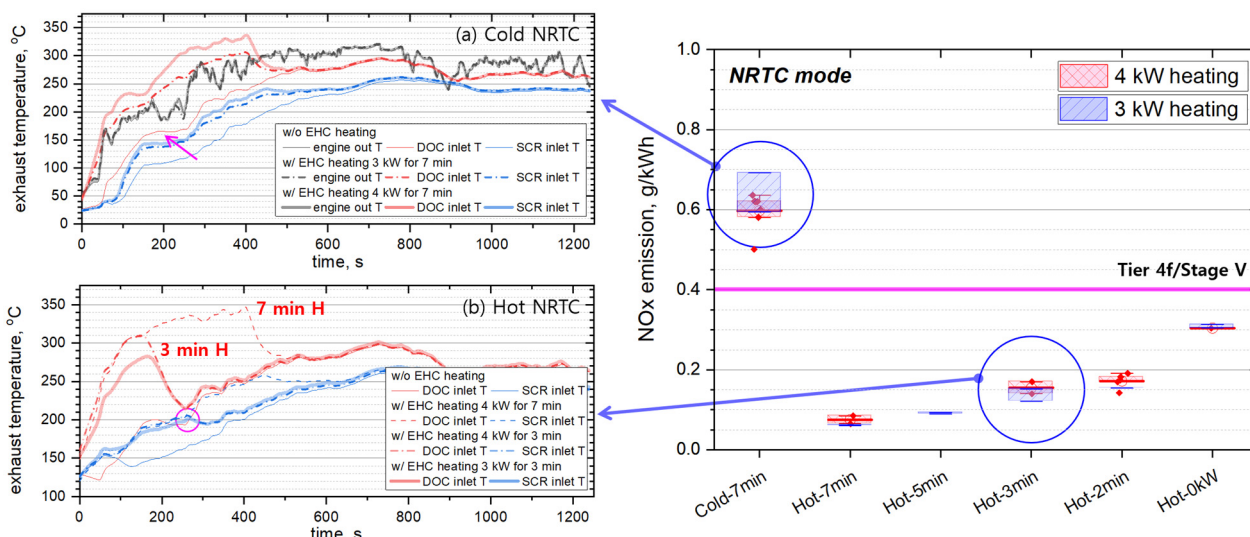 (a) Cold NRTC
exhaust temperature, °C
350
300
250
200
150
100
50
0
w/o EHC heating
engine out T DOC inlet T SCR inlet T
w/ EHC heating 3 kW for 7 min
engine out T DOC inlet T SCR inlet T
w/ EHC heating 4 kW for 7 min
engine out T DOC inlet T SCR inlet T
0 200 400 600 800 1000 1200
time, s
(b) Hot NRTC
exhaust temperature, °C
350
300
250
200
150
100
7 min H
3 min H
w/o EHC heating
DOC inlet T SCR inlet T
w/ EHC heating 4 kW for 7 min
DOC inlet T SCR inlet T
w/ EHC heating 4 kW for 3 min
DOC inlet T SCR inlet T
w/ EHC heating 3 kW for 3 min
DOC inlet T SCR inlet T
0 200 400 600 800 1000 1200
time, s
NOx emission, g/kWh
1.0
0.8
0.6
0.4
0.2
0.0
NRTC mode
4 kW heating
3 kW heating
Tier 4f/Stage V
Cold-7min
Hot-7min
Hot-5min
Hot-3min
Hot-2min
Hot-0kW